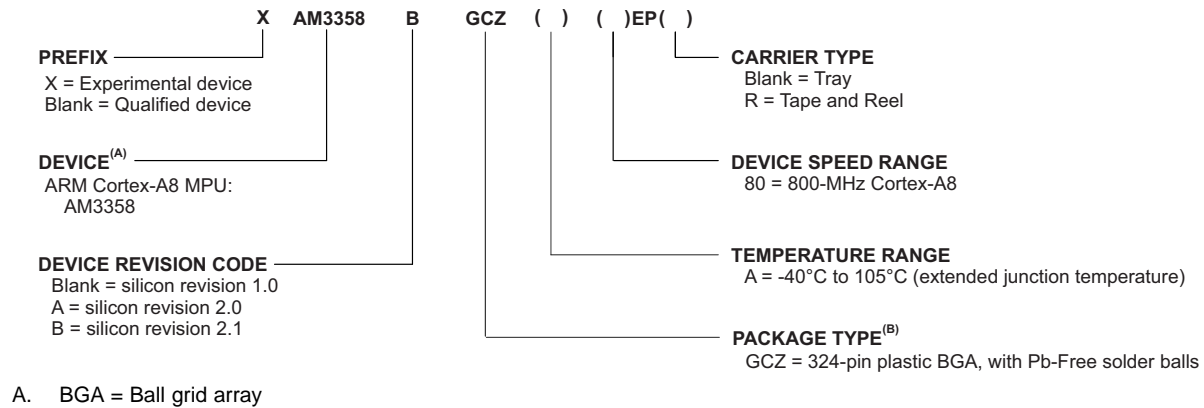 X AM3358 B GCZ ( ) ( )EP( )
PREFIX
X = Experimental device
Blank = Qualified device
DEVICE(A)
ARM Cortex-A8 MPU:
AM3358
DEVICE REVISION CODE
Blank = silicon revision 1.0
A = silicon revision 2.0
B = silicon revision 2.1
CARRIER TYPE
Blank = Tray
R = Tape and Reel
DEVICE SPEED RANGE
80 = 800-MHz Cortex-A8
TEMPERATURE RANGE
A = -40°C to 105°C (extended junction temperature)
PACKAGE TYPE(B)
GCZ = 324-pin plastic BGA, with Pb-Free solder balls
A. BGA = Ball grid array